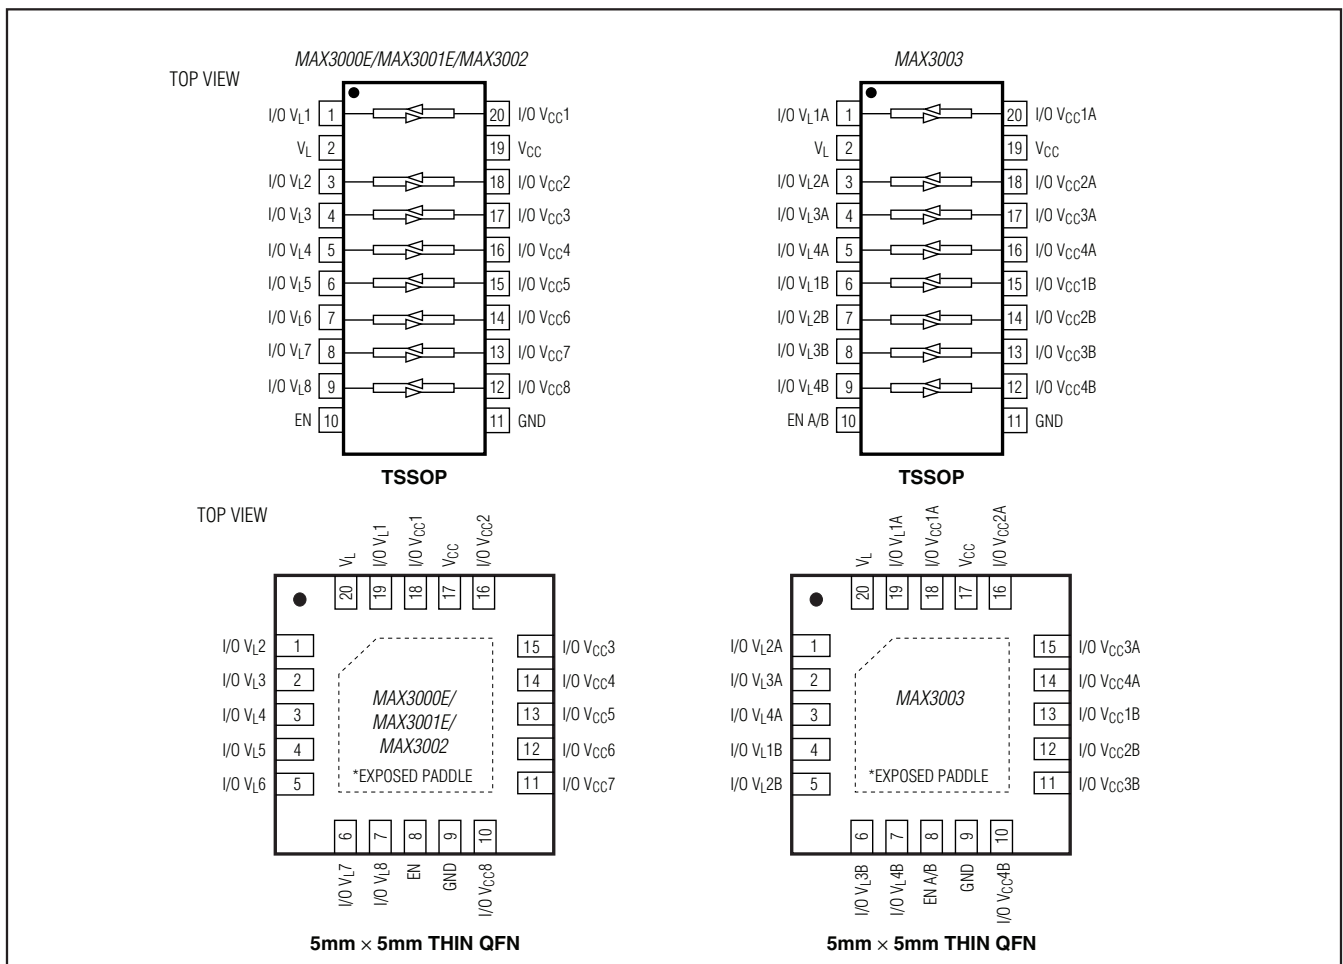 MAX3000E/MAX3001E/MAX3002
MAX3003
TOP VIEW
I/O VL1 1 20 I/O VCC1
VL 2 19 VCC
I/O VL2 3 18 I/O VCC2
I/O VL3 4 17 I/O VCC3
I/O VL4 5 16 I/O VCC4
I/O VL5 6 15 I/O VCC5
I/O VL6 7 14 I/O VCC6
I/O VL7 8 13 I/O VCC7
I/O VL8 9 12 I/O VCC8
EN 10 11 GND
TSSOP
I/O VL1A 1 20 I/O VCC1A
VL 2 19 VCC
I/O VL2A 3 18 I/O VCC2A
I/O VL3A 4 17 I/O VCC3A
I/O VL4A 5 16 I/O VCC4A
I/O VL1B 6 15 I/O VCC1B
I/O VL2B 7 14 I/O VCC2B
I/O VL3B 8 13 I/O VCC3B
I/O VL4B 9 12 I/O VCC4B
EN A/B 10 11 GND
TSSOP
TOP VIEW
VL I/O VL1 I/O VCC1 VCC I/O VCC2
20 19 18 17 16
I/O VL2 1 15 I/O VCC3
I/O VL3 2 14 I/O VCC4
I/O VL4 3 13 I/O VCC5
I/O VL5 4 12 I/O VCC6
I/O VL6 5 11 I/O VCC7
MAX3000E/
MAX3001E/
MAX3002
*EXPOSED PADDLE
6 7 8 9 10
I/O VL7 I/O VL8 EN GND I/O VCC8
5mm × 5mm THIN QFN
VL I/O VL1A I/O VCC1A VCC I/O VCC2A
20 19 18 17 16
I/O VL2A 1 15 I/O VCC3A
I/O VL3A 2 14 I/O VCC4A
I/O VL4A 3 13 I/O VCC1B
I/O VL1B 4 12 I/O VCC2B
I/O VL2B 5 11 I/O VCC3B
MAX3003
*EXPOSED PADDLE
6 7 8 9 10
I/O VL3B I/O VL4B EN A/B GND I/O VCC4B
5mm × 5mm THIN QFN